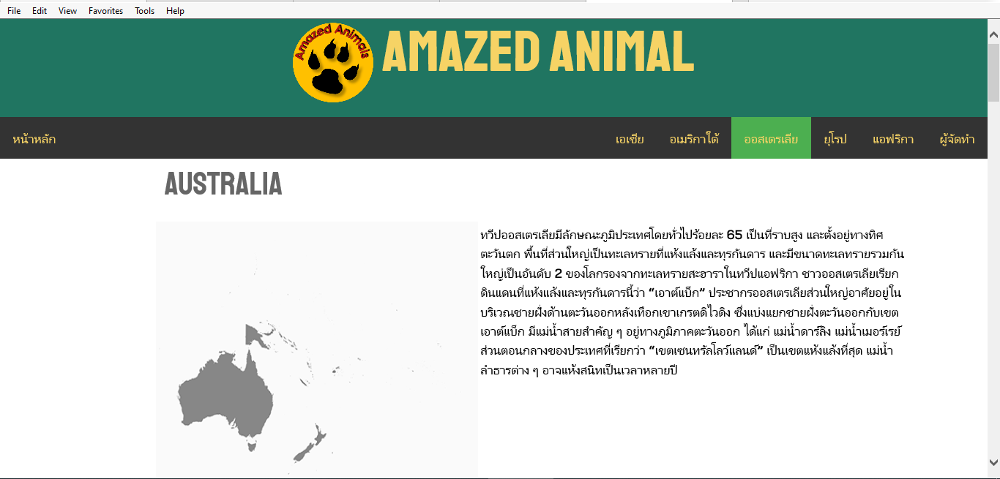 File Edit View Favorites Tools Help
Amazed Animals
AMAZED ANIMAL
หน้าหลัก เอเชีย อเมริกาใต้ ออสเตรเลีย ยุโรป แอฟริกา ผู้จัดทำ
AUSTRALIA
ทวีปออสเตรเลียมีลักษณะภูมิประเทศโดยทั่วไปร้อยละ 65 เป็นที่ราบสูง และตั้งอยู่ทางทิศ
ตะวันตก พื้นที่ส่วนใหญ่เป็นทะเลทรายที่แห้งแล้งและทุรกันดาร และมีขนาดทะเลทรายรวมกัน
ใหญ่เป็นอันดับ 2 ของโลกรองจากทะเลทรายสะฮาราในทวีปแอฟริกา ชาวออสเตรเลียเรียก
ดินแดนที่แห้งแล้งและทุรกันดารนี้ว่า “เอาต์แบ็ก” ประชากรออสเตรเลียส่วนใหญ่อาศัยอยู่ใน
บริเวณชายฝั่งด้านตะวันออกหลังเทือกเขาเกรตดิไวดิง ซึ่งแบ่งแยกชายฝั่งตะวันออกกับเขต
เอาต์แบ็ก มีแม่น้ำสายสำคัญ ๆ อยู่ทางภูมิภาคตะวันออก ได้แก่ แม่น้ำดาร์ลิง แม่น้ำเมอร์เรย์
ส่วนตอนกลางของประเทศที่เรียกว่า “เขตเซนทรัลโลว์แลนด์” เป็นเขตแห้งแล้งที่สุด แม่น้ำ
ลำธารต่าง ๆ อาจแห้งสนิทเป็นเวลาหลายปี